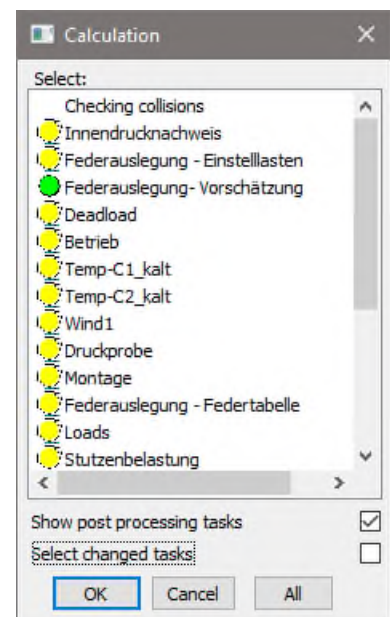 Calculation
Select:
Checking collisions
Innendrucknachweis
Federauslegung - Einstelllasten
Federauslegung- Vorschätzung
Deadload
Betrieb
Temp-C1_kalt
Temp-C2_kalt
Wind1
Druckprobe
Montage
Federauslegung - Federtabelle
Loads
Stutzenbelastung
Show post processing tasks
Select changed tasks
OK Cancel All